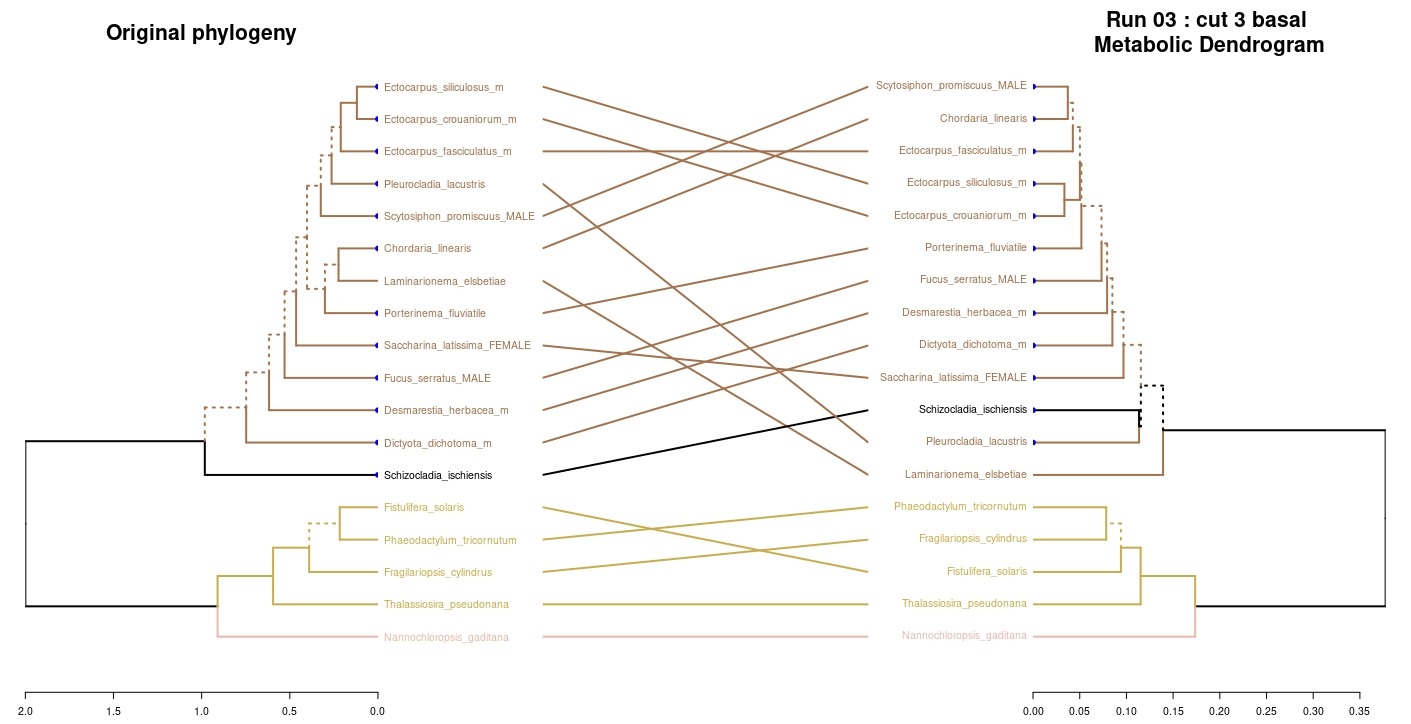 Original phylogeny
Run 03 : cut 3 basal
Metabolic Dendrogram
Ectocarpus_siliculosus_m
Ectocarpus_crouaniorum_m
Ectocarpus_fasciculatus_m
Pleurocladia_lacustris
Scytosiphon_promiscuus_MALE
Chordaria_linearis
Laminarionema_elsbetiae
Porterinema_fluviatile
Saccharina_latissima_FEMALE
Fucus_serratus_MALE
Desmarestia_herbacea_m
Dictyota_dichotoma_m
Schizocladia_ischiensis
Fistulifera_solaris
Phaeodactylum_tricornutum
Fragilariopsis_cylindrus
Thalassiosira_pseudonana
Nannochloropsis_gaditana
Scytosiphon_promiscuus_MALE
Chordaria_linearis
Ectocarpus_fasciculatus_m
Ectocarpus_siliculosus_m
Ectocarpus_crouaniorum_m
Porterinema_fluviatile
Fucus_serratus_MALE
Desmarestia_herbacea_m
Dictyota_dichotoma_m
Saccharina_latissima_FEMALE
Schizocladia_ischiensis
Pleurocladia_lacustris
Laminarionema_elsbetiae
Phaeodactylum_tricornutum
Fragilariopsis_cylindrus
Fistulifera_solaris
Thalassiosira_pseudonana
Nannochloropsis_gaditana
2.0 1.5 1.0 0.5 0.0
0.00 0.05 0.10 0.15 0.20 0.25 0.30 0.35